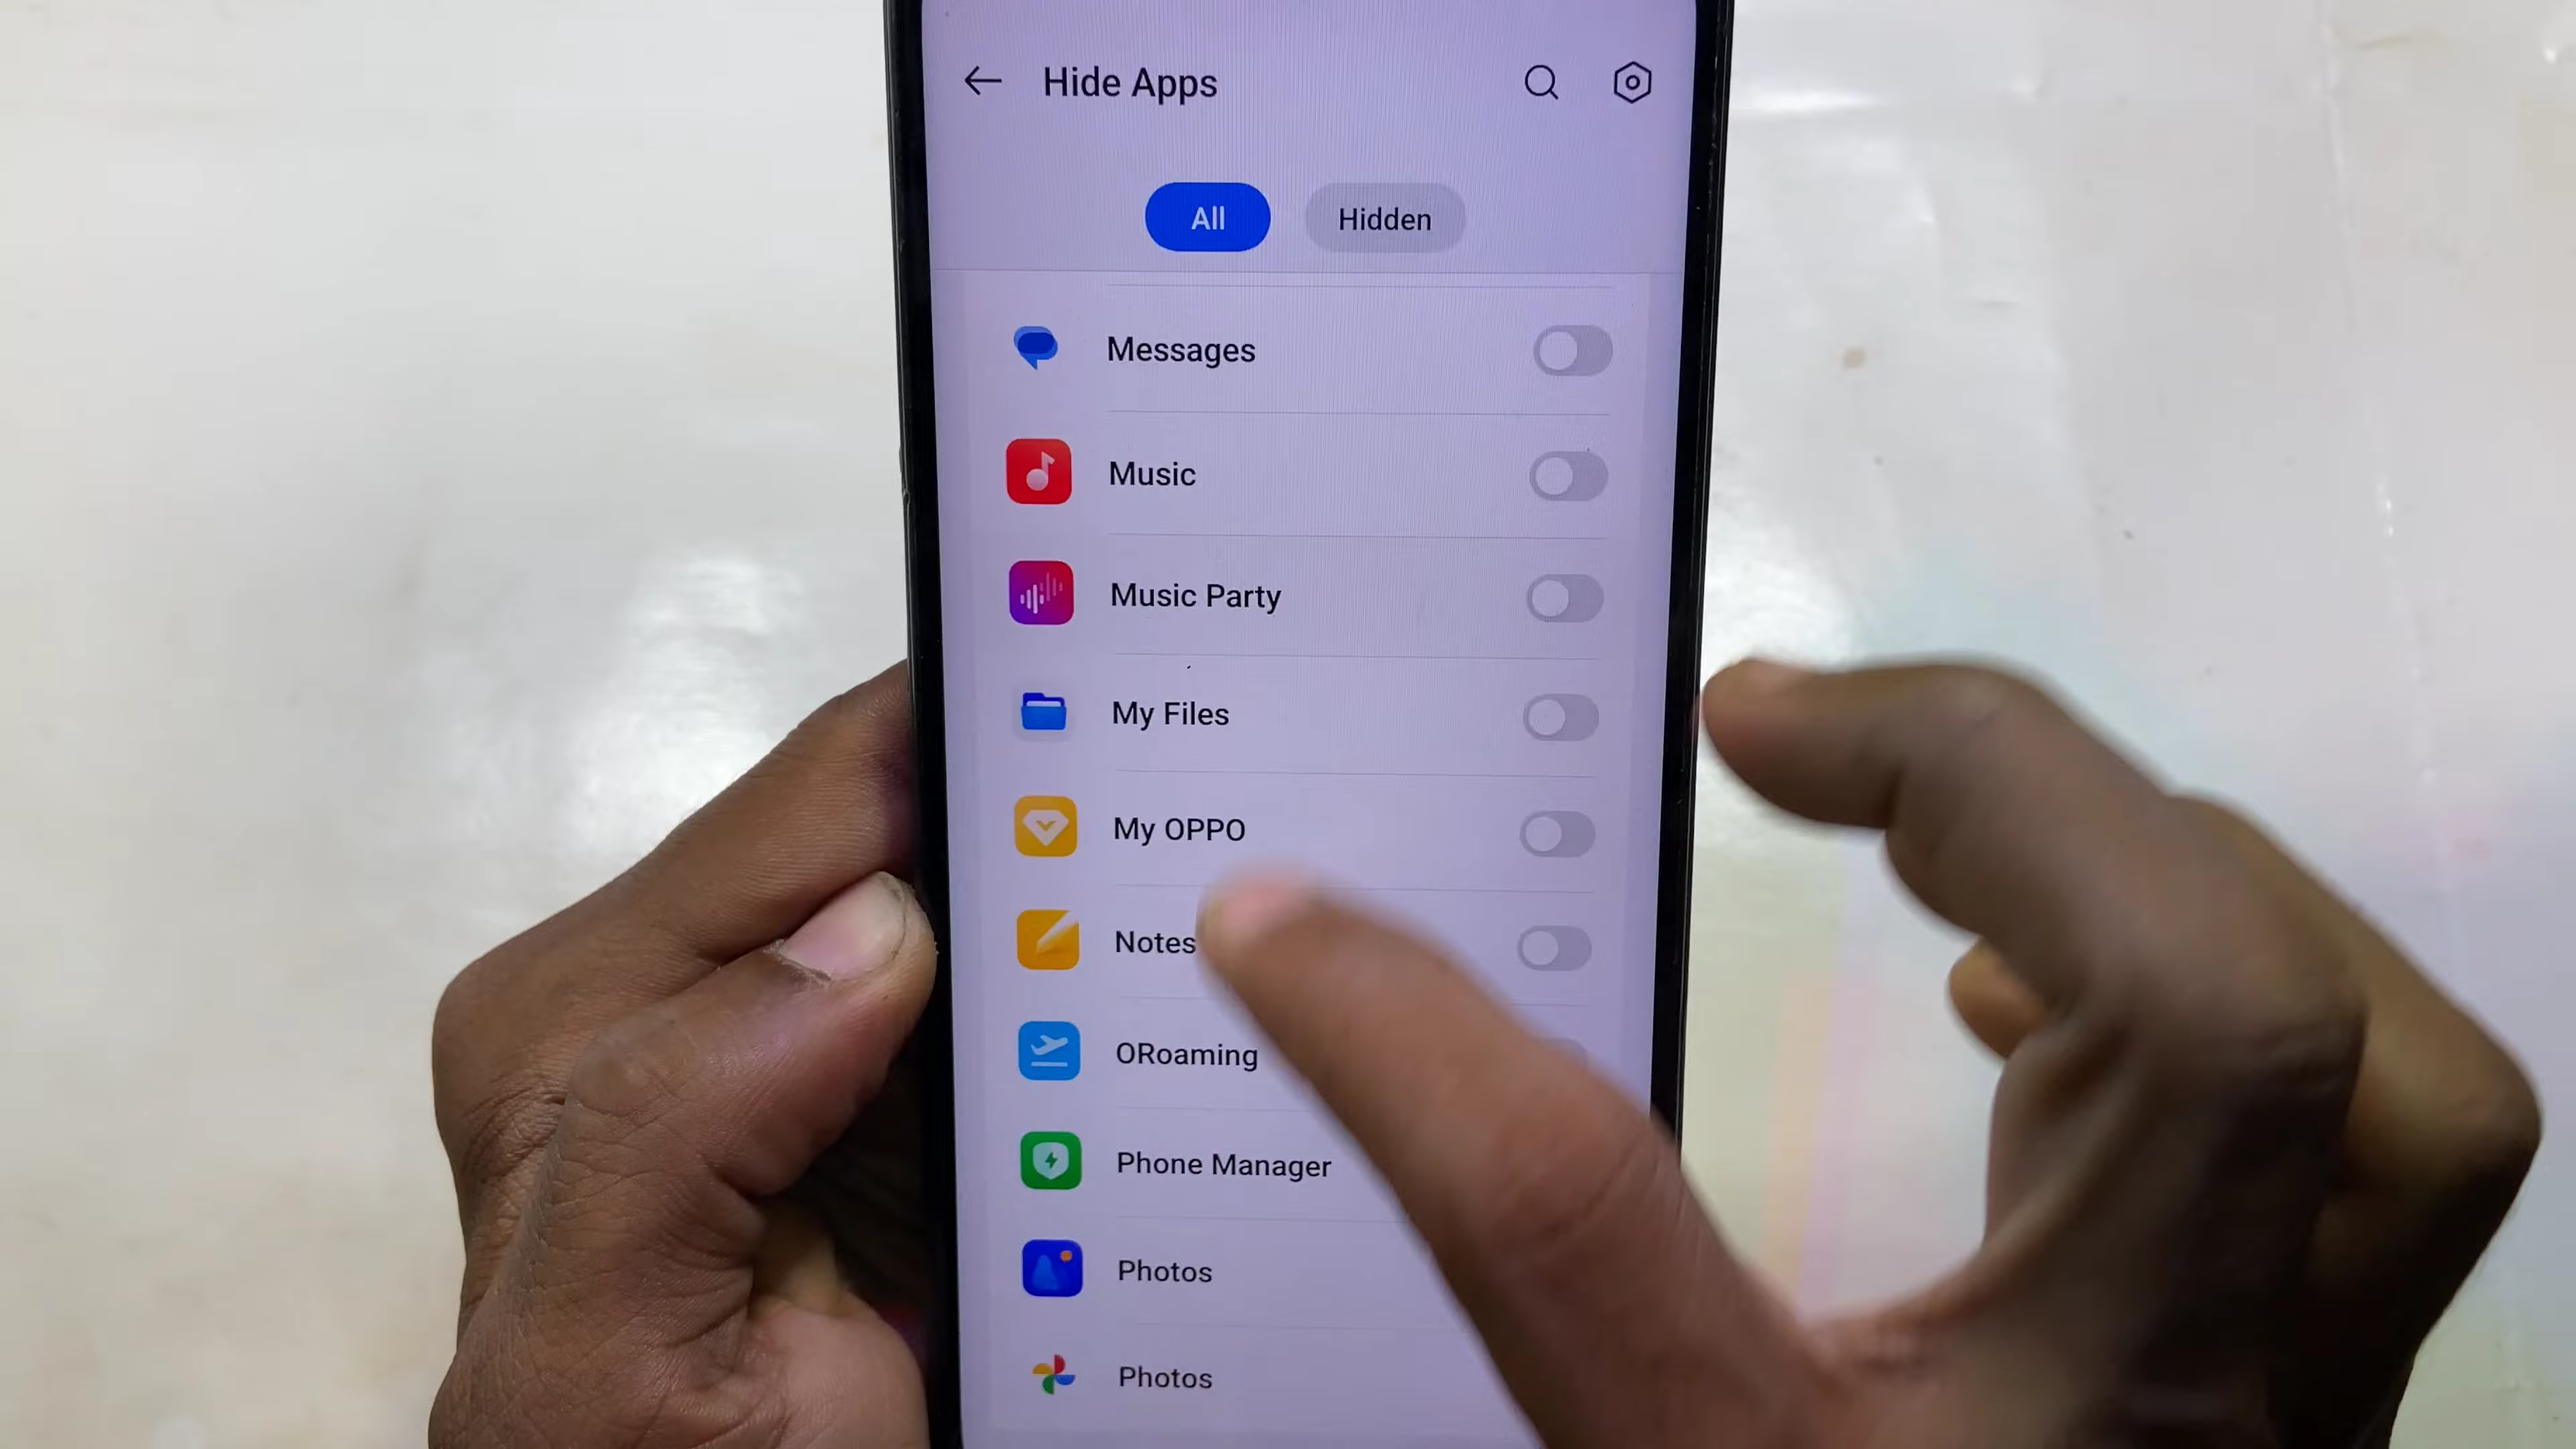 Hide Apps
All
Hidden
Messages
Music
Music Party
My Files
My OPPO
Notes
ORoaming
Phone Manager
Photos
Photos